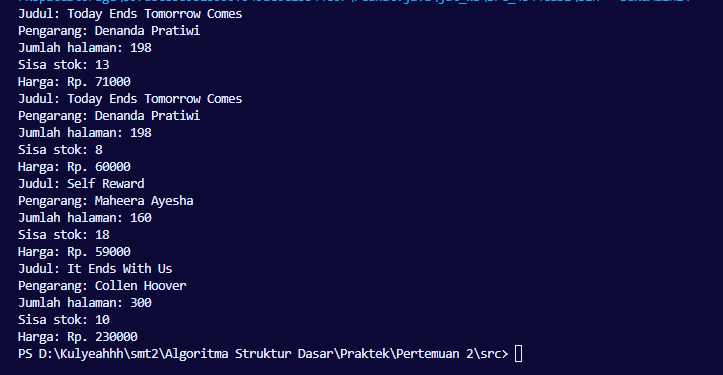 Judul: Today Ends Tomorrow Comes
Pengarang: Denanda Pratiwi
Jumlah halaman: 198
Sisa stok: 13
Harga: Rp. 71000
Judul: Today Ends Tomorrow Comes
Pengarang: Denanda Pratiwi
Jumlah halaman: 198
Sisa stok: 8
Harga: Rp. 60000
Judul: Self Reward
Pengarang: Maheera Ayesha
Jumlah halaman: 160
Sisa stok: 18
Harga: Rp. 59000
Judul: It Ends With Us
Pengarang: Collen Hoover
Jumlah halaman: 300
Sisa stok: 10
Harga: Rp. 230000
PS D:\Kulyeahhh\smt2\Algoritma Struktur Dasar\Praktek\Pertemuan 2\src>